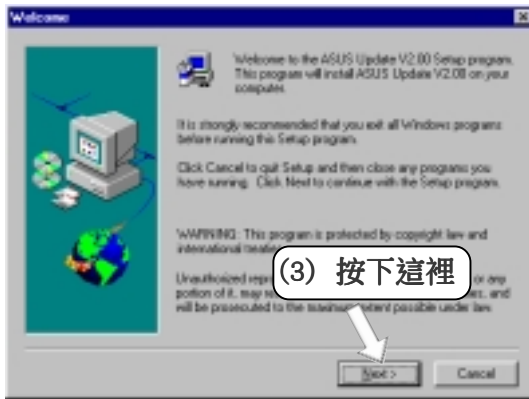 Welcome
Welcome to the ASUS Update V2.00 Setup program.
This program will install ASUS Update V2.00 on your
computer.
It is strongly recommended that you exit all Windows programs
before running this Setup program.
Click Cancel to quit Setup and then close any programs you
have running. Click Next to continue with the Setup program.
WARNING: This program is protected by copyright law and
international
(3) 按下這裡
Unauthorized or any
portion of it, may and
will be prosecuted to the maximum extent possible under law.
Next >
Cancel